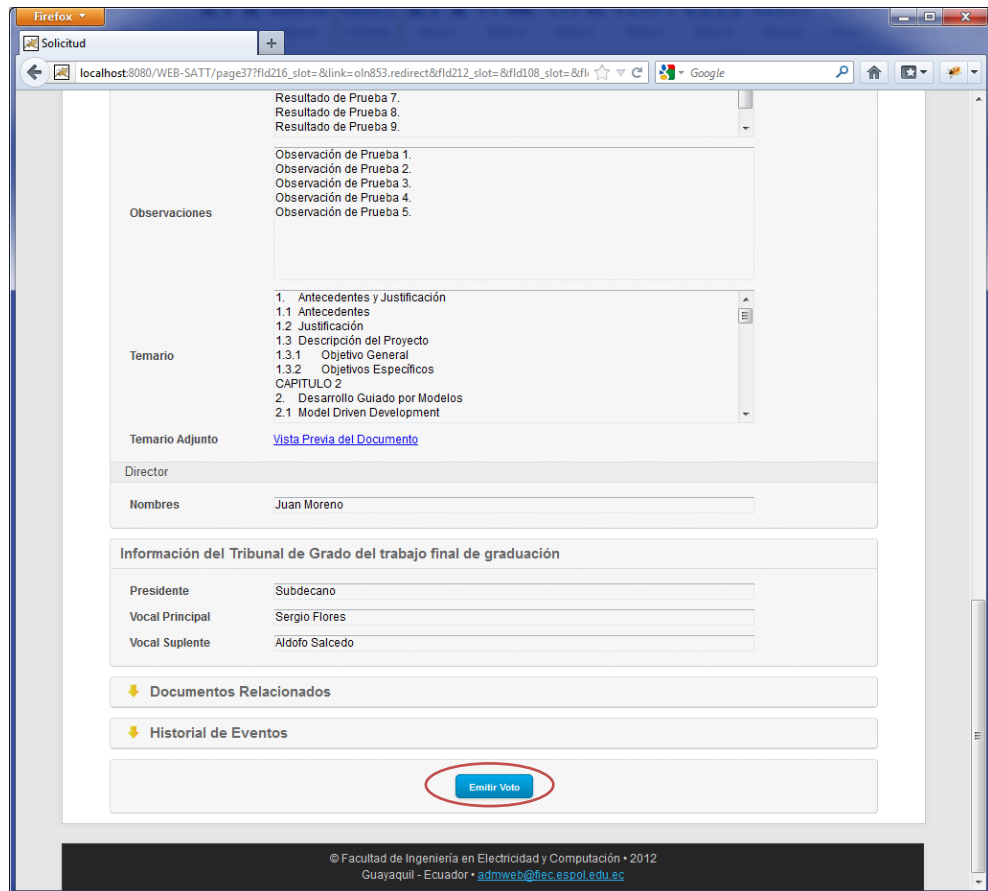 Firefox
Solicitud
localhost:8080/WEB-SATT/page37?fld216_slot=&link=oln853.redirect&fld212_slot=&fld108_slot=&fl
Google
Resultado de Prueba 7.
Resultado de Prueba 8.
Resultado de Prueba 9.
Observaciones
Observación de Prueba 1.
Observación de Prueba 2.
Observación de Prueba 3.
Observación de Prueba 4.
Observación de Prueba 5.
Temario
1. Antecedentes y Justificación
1.1 Antecedentes
1.2 Justificación
1.3 Descripción del Proyecto
1.3.1 Objetivo General
1.3.2 Objetivos Específicos
CAPITULO 2
2. Desarrollo Guiado por Modelos
2.1 Model Driven Development
Temario Adjunto Vista Previa del Documento
Director
Nombres Juan Moreno
Información del Tribunal de Grado del trabajo final de graduación
Presidente Subdecano
Vocal Principal Sergio Flores
Vocal Suplente Aldofo Salcedo
Documentos Relacionados
Historial de Eventos
Emitir Voto
© Facultad de Ingeniería en Electricidad y Computación • 2012
Guayaquil - Ecuador • admweb@fiec.espol.edu.ec